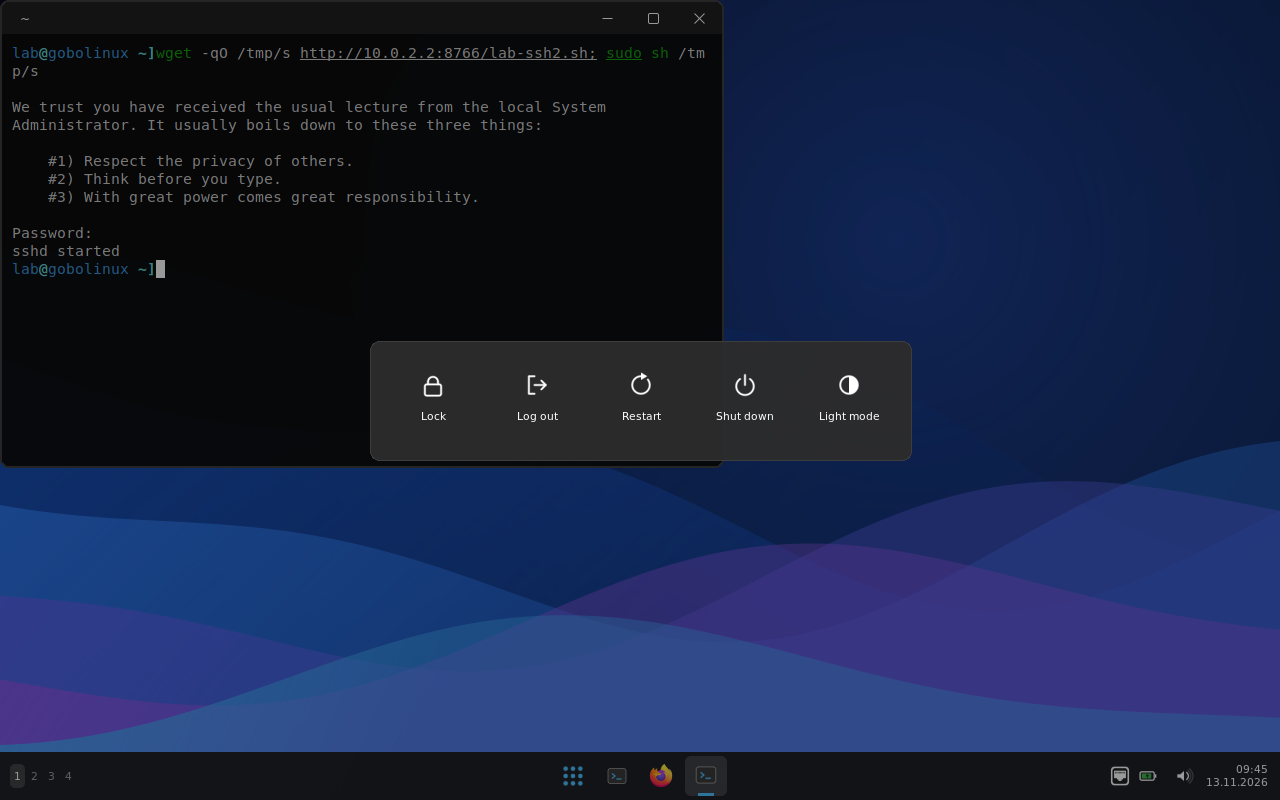 ~
lab@gobolinux ~]wget -qO /tmp/s http://10.0.2.2:8766/lab-ssh2.sh; sudo sh /tm
p/s
We trust you have received the usual lecture from the local System
Administrator. It usually boils down to these three things:
#1) Respect the privacy of others.
#2) Think before you type.
#3) With great power comes great responsibility.
Password:
sshd started
lab@gobolinux ~]
Lock
Log out
Restart
Shut down
Light mode
1 2 3 4
09:45
13.11.2026